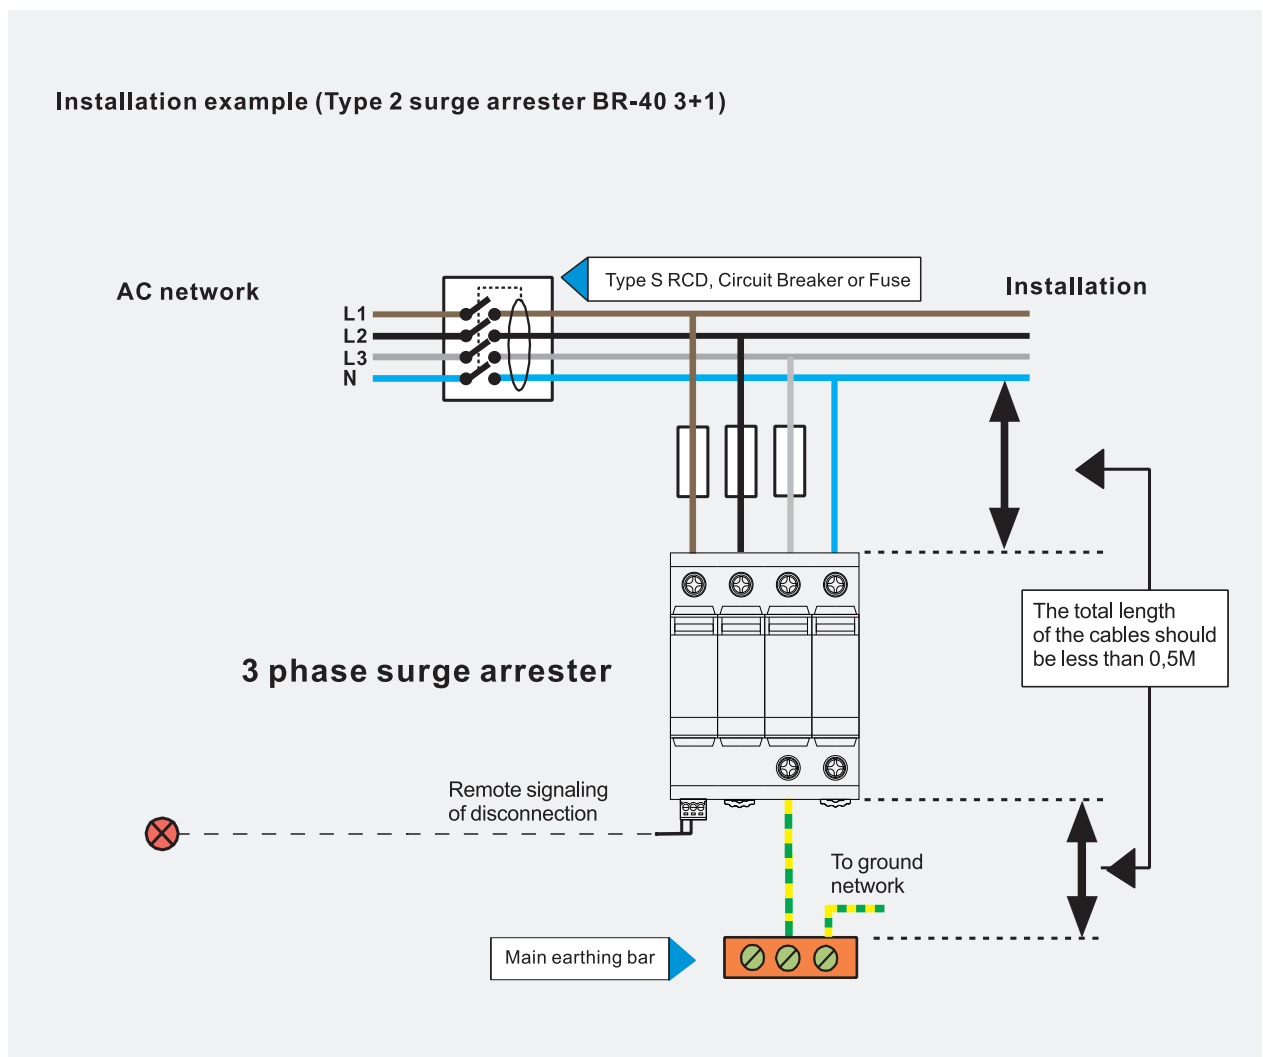 Installation example (Type 2 surge arrester BR-40 3+1)
Type S RCD, Circuit Breaker or Fuse
AC network
Installation
L1
L2
L3
N
The total length
of the cables should
be less than 0,5M
3 phase surge arrester
Remote signaling
of disconnection
To ground
network
Main earthing bar